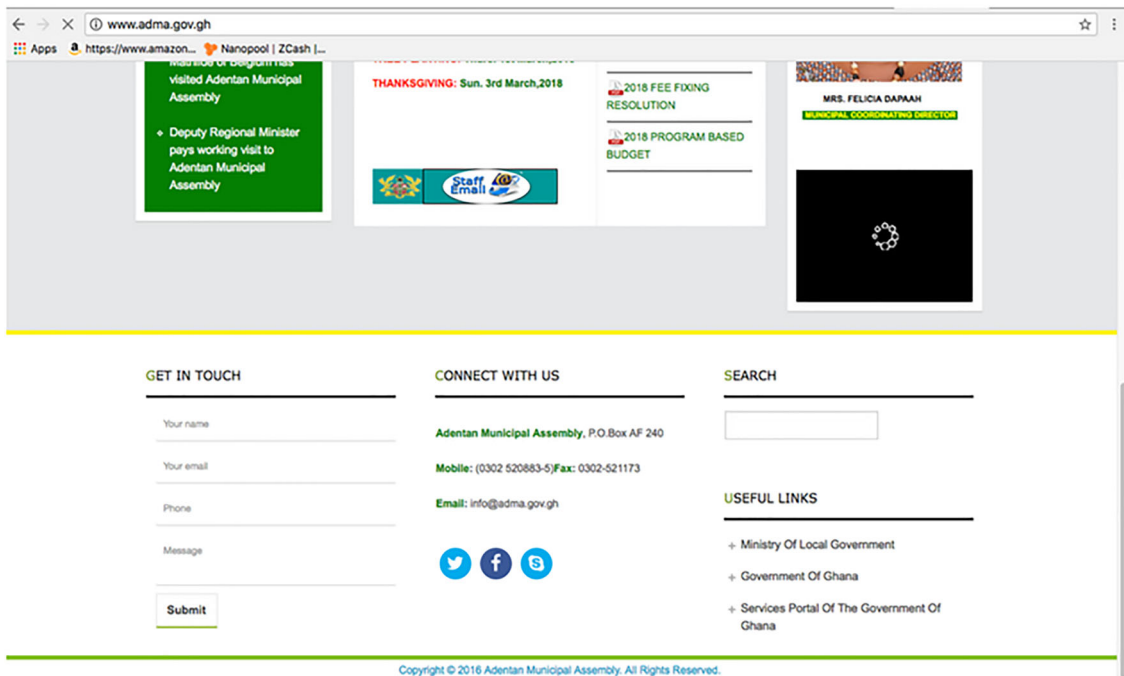 www.adma.gov.gh
Apps https://www.amazon... Nanopool | ZCash |...
Mathilde of Belgium has
visited Adentan Municipal
Assembly
Deputy Regional Minister
pays working visit to
Adentan Municipal
Assembly
THANKSGIVING: Sun. 3rd March,2018
Staff
Email
2018 FEE FIXING
RESOLUTION
2018 PROGRAM BASED
BUDGET
MRS. FELICIA DAPAAH
MUNICIPAL COORDINATING DIRECTOR
GET IN TOUCH
Your name
Your email
Phone
Message
Submit
CONNECT WITH US
Adentan Municipal Assembly, P.O.Box AF 240
Mobile: (0302 520883-5)Fax: 0302-521173
Email: info@adma.gov.gh
SEARCH
USEFUL LINKS
Ministry Of Local Government
Government Of Ghana
Services Portal Of The Government Of
Ghana
Copyright © 2016 Adentan Municipal Assembly. All Rights Reserved.